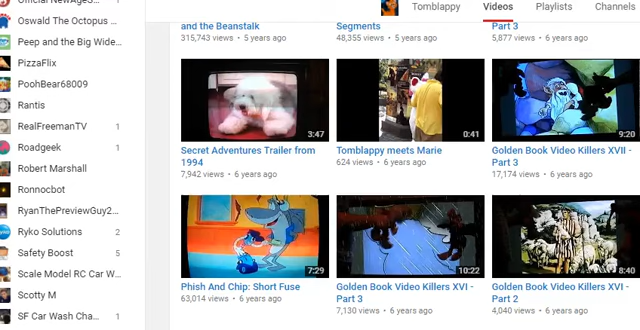 Official NewAgeS...
Oswald The Octopus ...
Peep and the Big Wide...
PizzaFlix
PoohBear68009
Rantis
RealFreemanTV 1
Roadgeek 1
Robert Marshall
Ronnocbot
RyanThePreviewGuy2...
Ryko Solutions 2
Safety Boost 5
Scale Model RC Car W...
Scotty M
SF Car Wash Cha... 1
Tomblappy Videos Playlists Channels
and the Beanstalk Segments Part 3
315,743 views • 5 years ago 48,355 views • 5 years ago 5,877 views • 6 years ago
3:47 0:41 9:20
Secret Adventures Trailer from Tomblappy meets Marie Golden Book Video Killers XVII -
1994 624 views • 6 years ago Part 3
7,942 views • 6 years ago 17,174 views • 6 years ago
7:29 10:22 8:40
Phish And Chip: Short Fuse Golden Book Video Killers XVI - Golden Book Video Killers XVI -
63,014 views • 6 years ago Part 3 Part 2
7,130 views • 6 years ago 4,040 views • 6 years ago